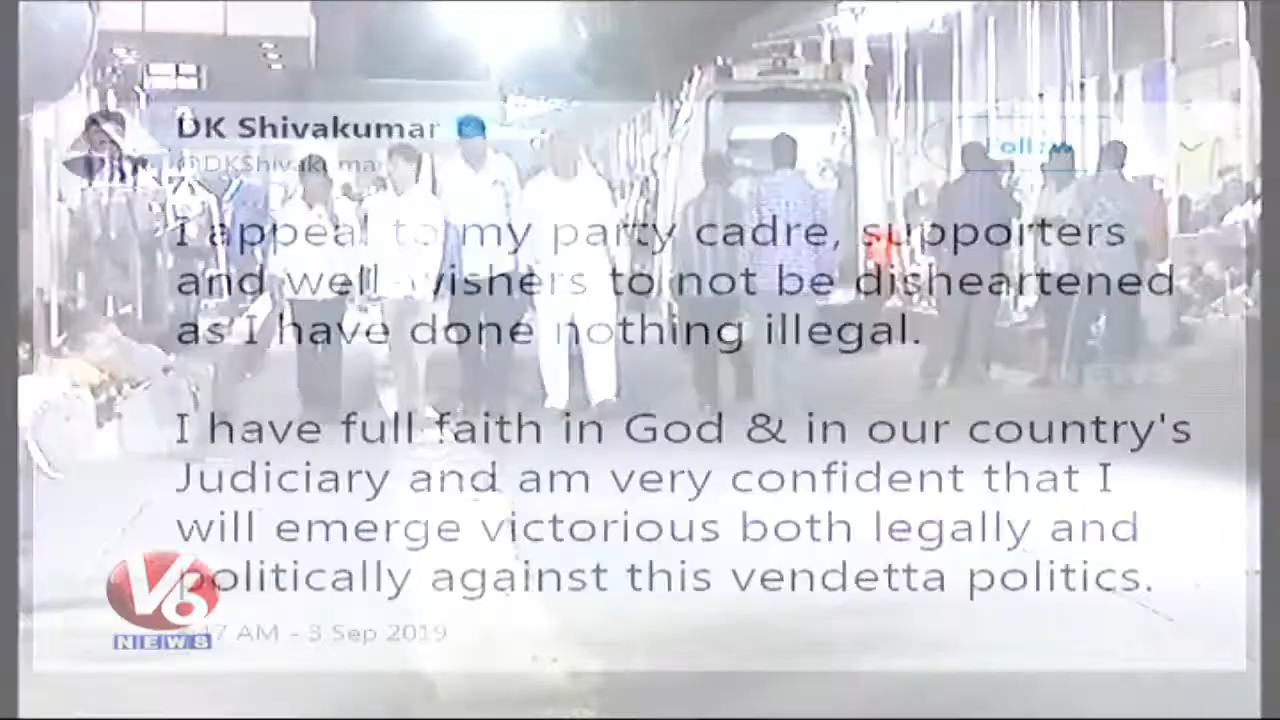 DK Shivakumar
@DKShivakumar
Follow
I appeal to my party cadre, supporters
and well wishers to not be disheartened
as I have done nothing illegal.
I have full faith in God & in our country's
Judiciary and am very confident that I
will emerge victorious both legally and
politically against this vendetta politics.
AM - 3 Sep 2019
V6
NEWS